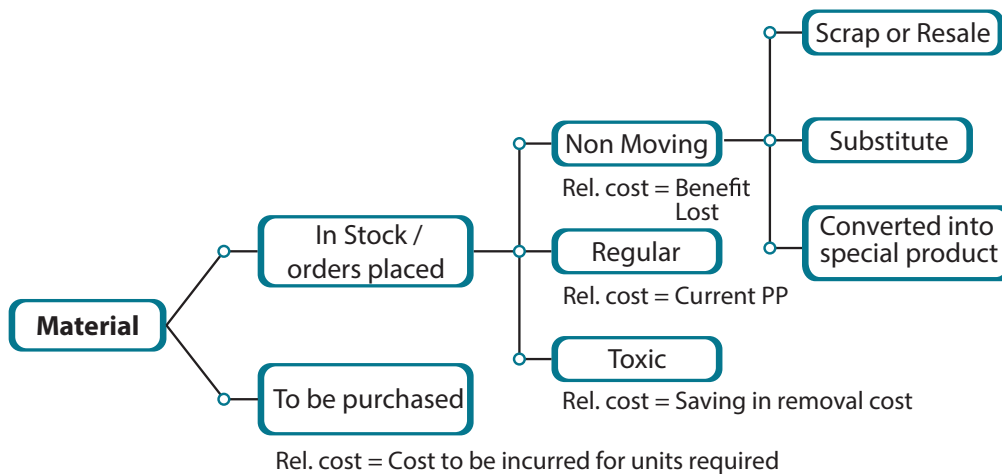 Material
In Stock /
orders placed
To be purchased
Rel. cost = Cost to be incurred for units required
Non Moving
Rel. cost = Benefit
Lost
Regular
Rel. cost = Current PP
Toxic
Rel. cost = Saving in removal cost
Scrap or Resale
Substitute
Converted into
special product